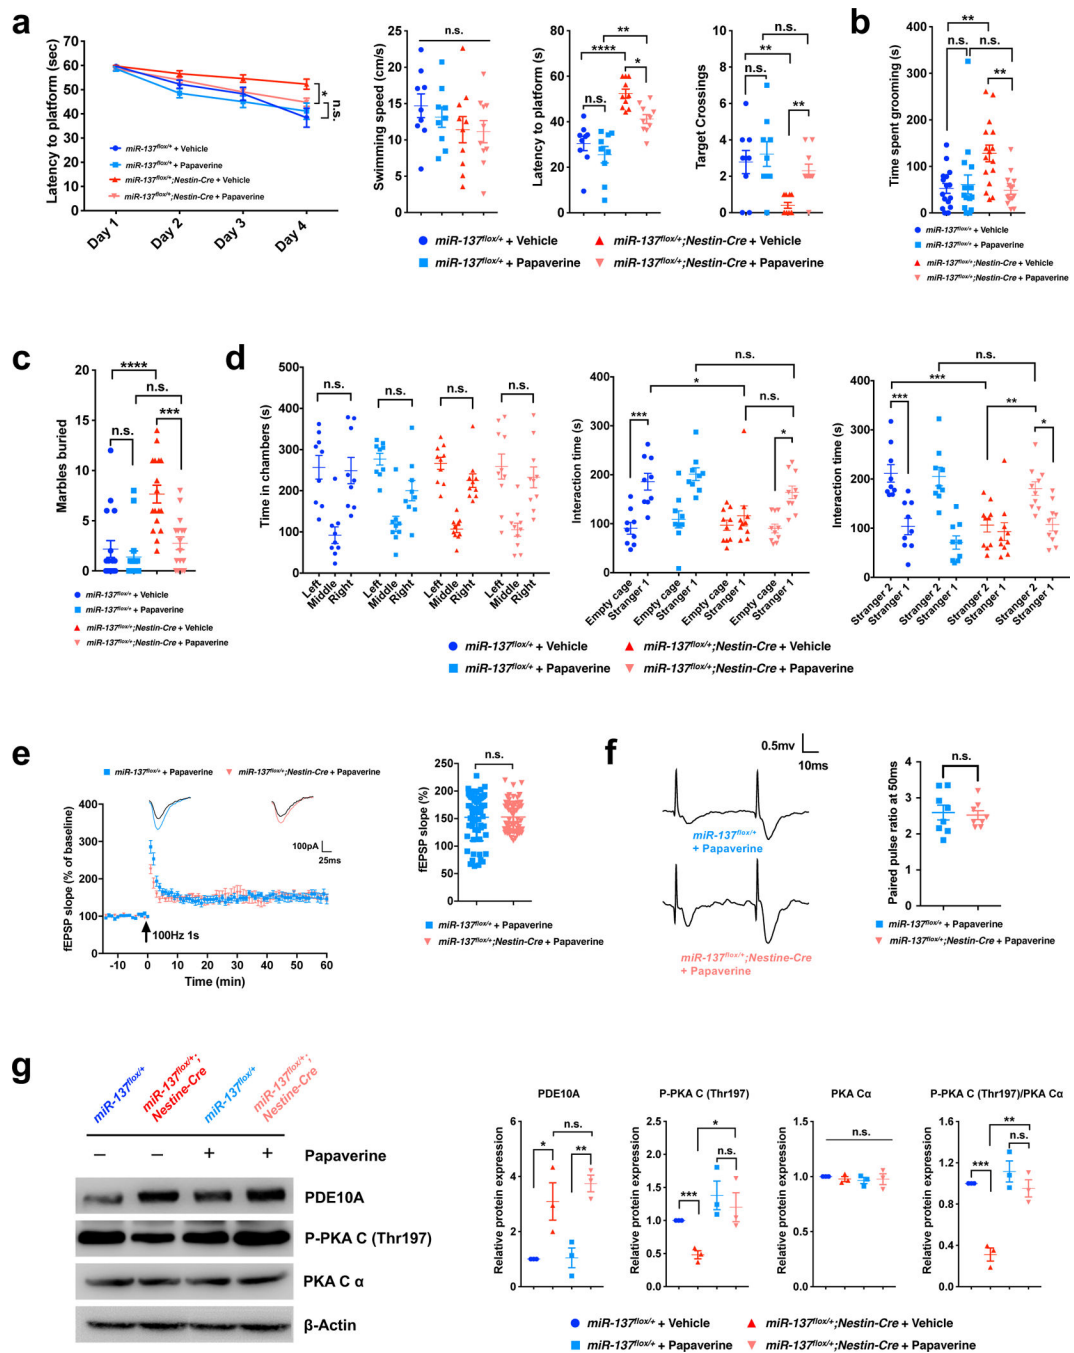 a
Latency to platform (sec)
70
60
50
40
30
20
10
0
Day 1
Day 2
Day 3
Day 4
*
n.s.
miR-137flox/+ + Vehicle
miR-137flox/+ + Papaverine
miR-137flox/+;Nestin-Cre + Vehicle
miR-137flox/+;Nestin-Cre + Papaverine
Swimming speed (cm/s)
25
20
15
10
5
0
n.s.
Latency to platform (s)
80
60
40
20
0
**
****
*
n.s.
Target Crossings
10
8
6
4
2
0
n.s.
**
n.s.
**
miR-137flox/+ + Vehicle
miR-137flox/+;Nestin-Cre + Vehicle
miR-137flox/+ + Papaverine
miR-137flox/+;Nestin-Cre + Papaverine
b
Time spent grooming (s)
400
300
200
100
0
**
n.s.
n.s.
**
miR-137flox/+ + Vehicle
miR-137flox/+ + Papaverine
miR-137flox/+;Nestin-Cre + Vehicle
miR-137flox/+;Nestin-Cre + Papaverine
c
Marbles buried
20
15
10
5
0
****
n.s.
n.s.
***
miR-137flox/+ + Vehicle
miR-137flox/+ + Papaverine
miR-137flox/+;Nestin-Cre + Vehicle
miR-137flox/+;Nestin-Cre + Papaverine
d
Time in chambers (s)
500
400
300
200
100
0
n.s.
n.s.
n.s.
n.s.
Left
Middle
Right
Left
Middle
Right
Left
Middle
Right
Left
Middle
Right
Interaction time (s)
400
300
200
100
0
n.s.
*
***
n.s.
*
Empty cage
Stranger 1
Empty cage
Stranger 1
Empty cage
Stranger 1
Empty cage
Stranger 1
Interaction time (s)
400
300
200
100
0
n.s.
***
***
**
*
Stranger 2
Stranger 1
Stranger 2
Stranger 1
Stranger 2
Stranger 1
Stranger 2
Stranger 1
miR-137flox/+ + Vehicle
miR-137flox/+;Nestin-Cre + Vehicle
miR-137flox/+ + Papaverine
miR-137flox/+;Nestin-Cre + Papaverine
e
miR-137flox/+ + Papaverine
miR-137flox/+;Nestin-Cre + Papaverine
fEPSP slope (% of baseline)
400
300
200
100
0
100pA
25ms
100Hz 1s
-10
0
10
20
30
40
50
60
Time (min)
fEPSP slope (%)
250
200
150
100
50
0
n.s.
miR-137flox/+ + Papaverine
miR-137flox/+;Nestin-Cre + Papaverine
f
0.5mv
10ms
miR-137flox/+
+ Papaverine
miR-137flox/+;Nestine-Cre
+ Papaverine
Paired pulse ratio at 50ms
4
3
2
1
0
n.s.
miR-137flox/+ + Papaverine
miR-137flox/+;Nestin-Cre + Papaverine
g
miR-137flox/+
miR-137flox/+;
Nestine-Cre
miR-137flox/+
miR-137flox/+;
Nestine-Cre
– – + + Papaverine
PDE10A
P-PKA C (Thr197)
PKA C α
β-Actin
PDE10A
Relative protein expression
6
4
2
0
n.s.
*
**
P-PKA C (Thr197)
Relative protein expression
2.0
1.5
1.0
0.5
0.0
*
n.s.
***
PKA Cα
Relative protein expression
1.5
1.0
0.5
0.0
n.s.
P-PKA C (Thr197)/PKA Cα
Relative protein expression
1.5
1.0
0.5
0.0
**
n.s.
***
miR-137flox/+ + Vehicle
miR-137flox/+;Nestin-Cre + Vehicle
miR-137flox/+ + Papaverine
miR-137flox/+;Nestin-Cre + Papaverine